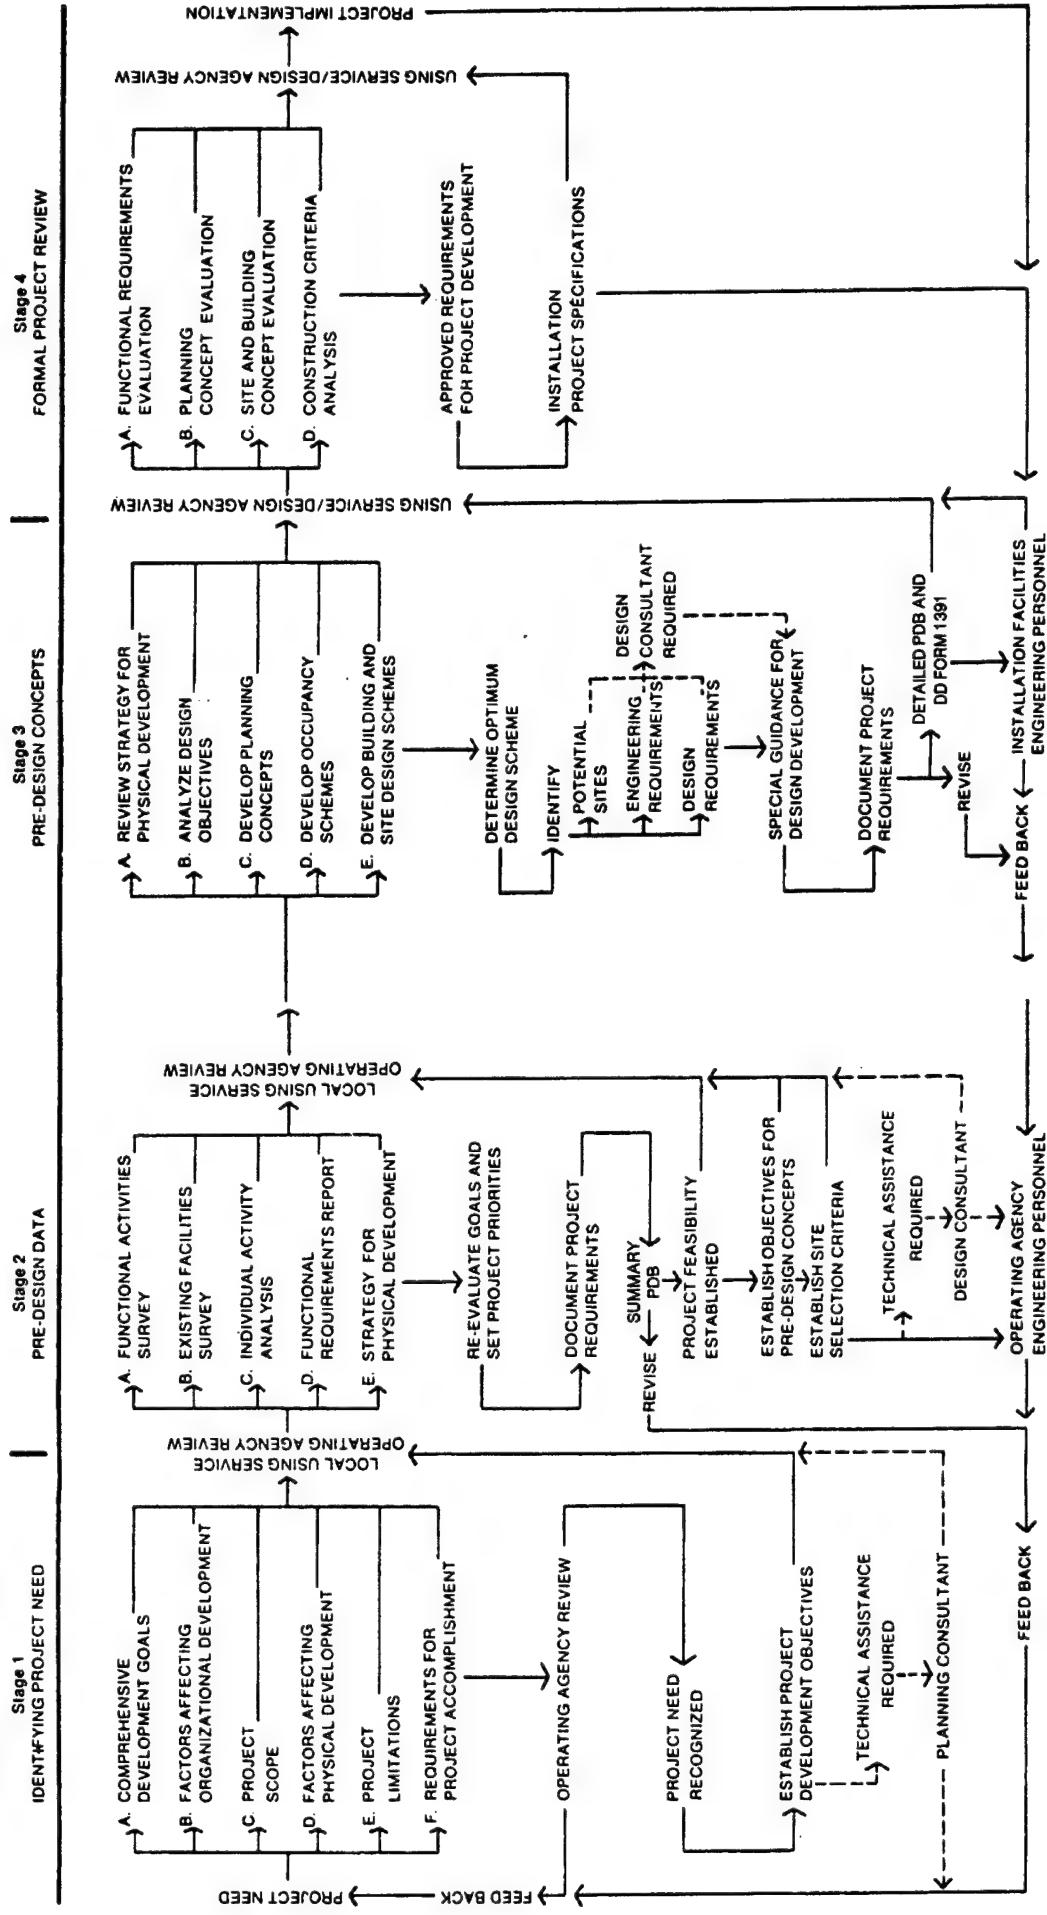 Stage 1
IDENTIFYING PROJECT NEED
PROJECT NEED
FEED BACK
A. COMPREHENSIVE
DEVELOPMENT GOALS
B. FACTORS AFFECTING
ORGANIZATIONAL DEVELOPMENT
C. PROJECT
SCOPE
D. FACTORS AFFECTING
PHYSICAL DEVELOPMENT
E. PROJECT
LIMITATIONS
F. REQUIREMENTS FOR
PROJECT ACCOMPLISHMENT
OPERATING AGENCY REVIEW
PROJECT NEED
RECOGNIZED
ESTABLISH PROJECT
DEVELOPMENT OBJECTIVES
TECHNICAL ASSISTANCE
REQUIRED
PLANNING CONSULTANT
FEED BACK
LOCAL USING SERVICE
OPERATING AGENCY REVIEW
Stage 2
PRE-DESIGN DATA
A. FUNCTIONAL ACTIVITIES
SURVEY
B. EXISTING FACILITIES
SURVEY
C. INDIVIDUAL ACTIVITY
ANALYSIS
D. FUNCTIONAL
REQUIREMENTS REPORT
E. STRATEGY FOR
PHYSICAL DEVELOPMENT
RE-EVALUATE GOALS AND
SET PROJECT PRIORITIES
DOCUMENT PROJECT
REQUIREMENTS
SUMMARY
PDB
REVISE
PROJECT FEASIBILITY
ESTABLISHED
ESTABLISH OBJECTIVES FOR
PRE-DESIGN CONCEPTS
ESTABLISH SITE
SELECTION CRITERIA
TECHNICAL ASSISTANCE
REQUIRED
DESIGN CONSULTANT
OPERATING AGENCY
ENGINEERING PERSONNEL
LOCAL USING SERVICE
OPERATING AGENCY REVIEW
Stage 3
PRE-DESIGN CONCEPTS
A. REVIEW STRATEGY FOR
PHYSICAL DEVELOPMENT
B. ANALYZE DESIGN
OBJECTIVES
C. DEVELOP PLANNING
CONCEPTS
D. DEVELOP OCCUPANCY
SCHEMES
E. DEVELOP BUILDING AND
SITE DESIGN SCHEMES
DETERMINE OPTIMUM
DESIGN SCHEME
IDENTIFY
POTENTIAL
SITES
ENGINEERING
REQUIREMENTS
DESIGN
REQUIREMENTS
DESIGN
CONSULTANT
REQUIRED
SPECIAL GUIDANCE FOR
DESIGN DEVELOPMENT
DOCUMENT PROJECT
REQUIREMENTS
DETAILED PDB AND
DD FORM 1391
REVISE
FEED BACK
INSTALLATION FACILITIES
ENGINEERING PERSONNEL
USING SERVICE/DESIGN AGENCY REVIEW
Stage 4
FORMAL PROJECT REVIEW
A. FUNCTIONAL REQUIREMENTS
EVALUATION
B. PLANNING
CONCEPT EVALUATION
C. SITE AND BUILDING
CONCEPT EVALUATION
D. CONSTRUCTION CRITERIA
ANALYSIS
APPROVED REQUIREMENTS
FOR PROJECT DEVELOPMENT
INSTALLATION
PROJECT SPECIFICATIONS
USING SERVICE/DESIGN AGENCY REVIEW
PROJECT IMPLEMENTATION